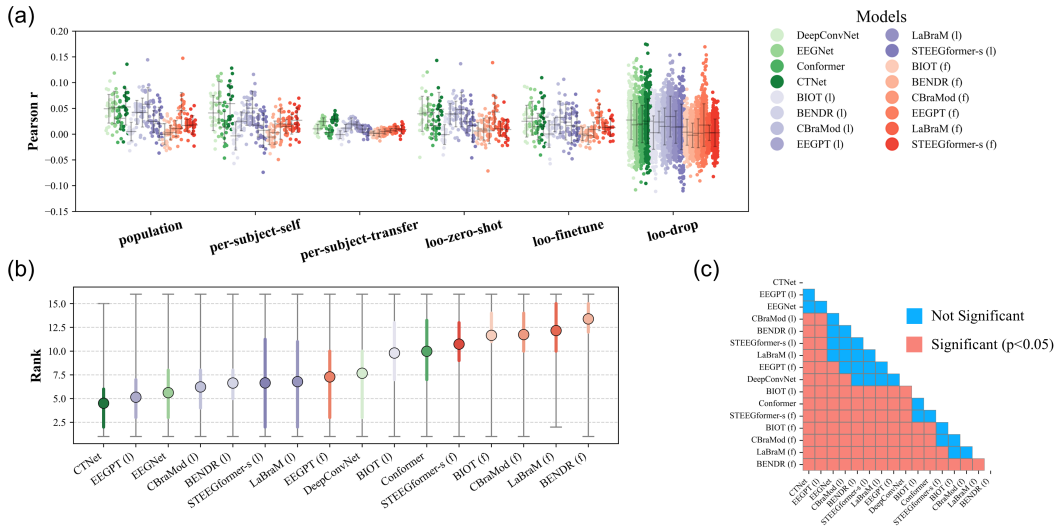 (a)
Pearson r
0.20
0.15
0.10
0.05
0.00
−0.05
−0.10
−0.15
population
per-subject-self
per-subject-transfer
loo-zero-shot
loo-finetune
loo-drop
Models
DeepConvNet
EEGNet
Conformer
CTNet
BIOT (l)
BENDR (l)
CBraMod (l)
EEGPT (l)
LaBraM (l)
STEEGformer-s (l)
BIOT (f)
BENDR (f)
CBraMod (f)
EEGPT (f)
LaBraM (f)
STEEGformer-s (f)
(b)
Rank
15.0
12.5
10.0
7.5
5.0
2.5
CTNet
EEGPT (l)
EEGNet
CBraMod (l)
BENDR (l)
STEEGformer-s (l)
LaBraM (l)
EEGPT (f)
DeepConvNet
BIOT (l)
Conformer
STEEGformer-s (f)
BIOT (f)
CBraMod (f)
LaBraM (f)
BENDR (f)
(c)
CTNet
EEGPT (l)
EEGNet
CBraMod (l)
BENDR (l)
STEEGformer-s (l)
LaBraM (l)
EEGPT (f)
DeepConvNet
BIOT (l)
Conformer
STEEGformer-s (f)
BIOT (f)
CBraMod (f)
LaBraM (f)
BENDR (f)
Not Significant
Significant (p<0.05)
CTNet
EEGPT (l)
EEGNet
CBraMod (l)
BENDR (l)
STEEGformer-s (l)
LaBraM (l)
EEGPT (f)
DeepConvNet
BIOT (l)
Conformer
STEEGformer-s (f)
BIOT (f)
CBraMod (f)
LaBraM (f)
BENDR (f)